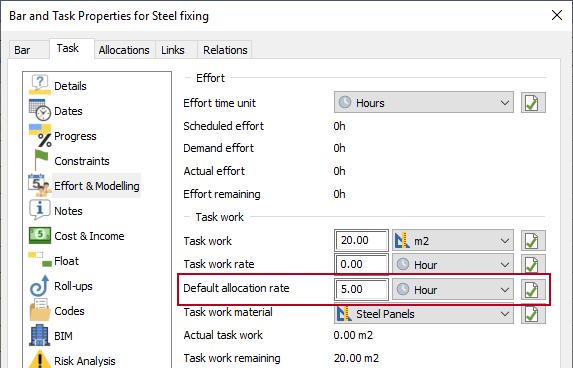 Bar and Task Properties for Steel fixing
Bar Task Allocations Links Relations
Details
Dates
Progress
Constraints
Effort & Modelling
Notes
Cost & Income
Float
Roll-ups
Codes
BIM
Risk Analysis
Effort
Effort time unit Hours
Scheduled effort 0h
Demand effort 0h
Actual effort 0h
Effort remaining 0h
Task work
Task work 20.00 m2
Task work rate 0.00 Hour
Default allocation rate 5.00 Hour
Task work material Steel Panels
Actual task work 0.00 m2
Task work remaining 20.00 m2